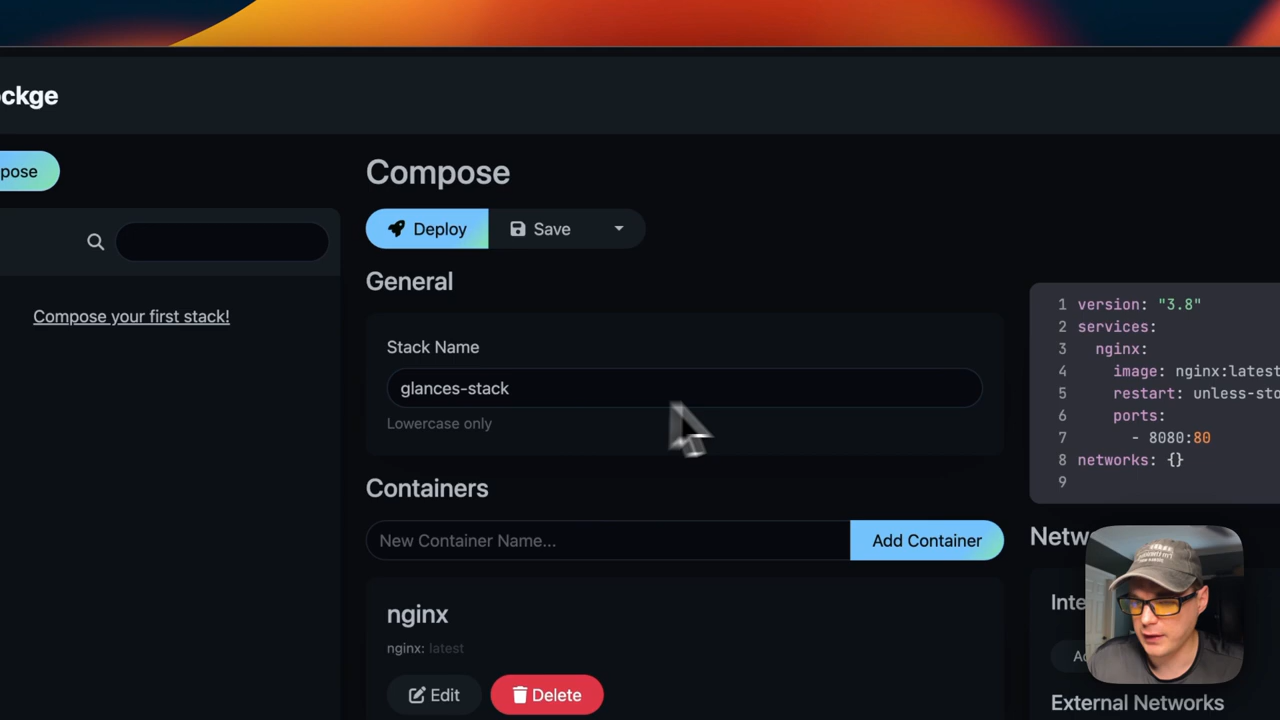 ockge
pose
Compose your first stack!
Compose
Deploy
Save
General
Stack Name
glances-stack
Lowercase only
Containers
New Container Name...
Add Container
nginx
nginx: latest
Edit
Delete
1 version: "3.8"
2 services:
3 nginx:
4 image: nginx:latest
5 restart: unless-sto
6 ports:
7 - 8080:80
8 networks: {}
9
Netw
Inte
Ad
External Networks